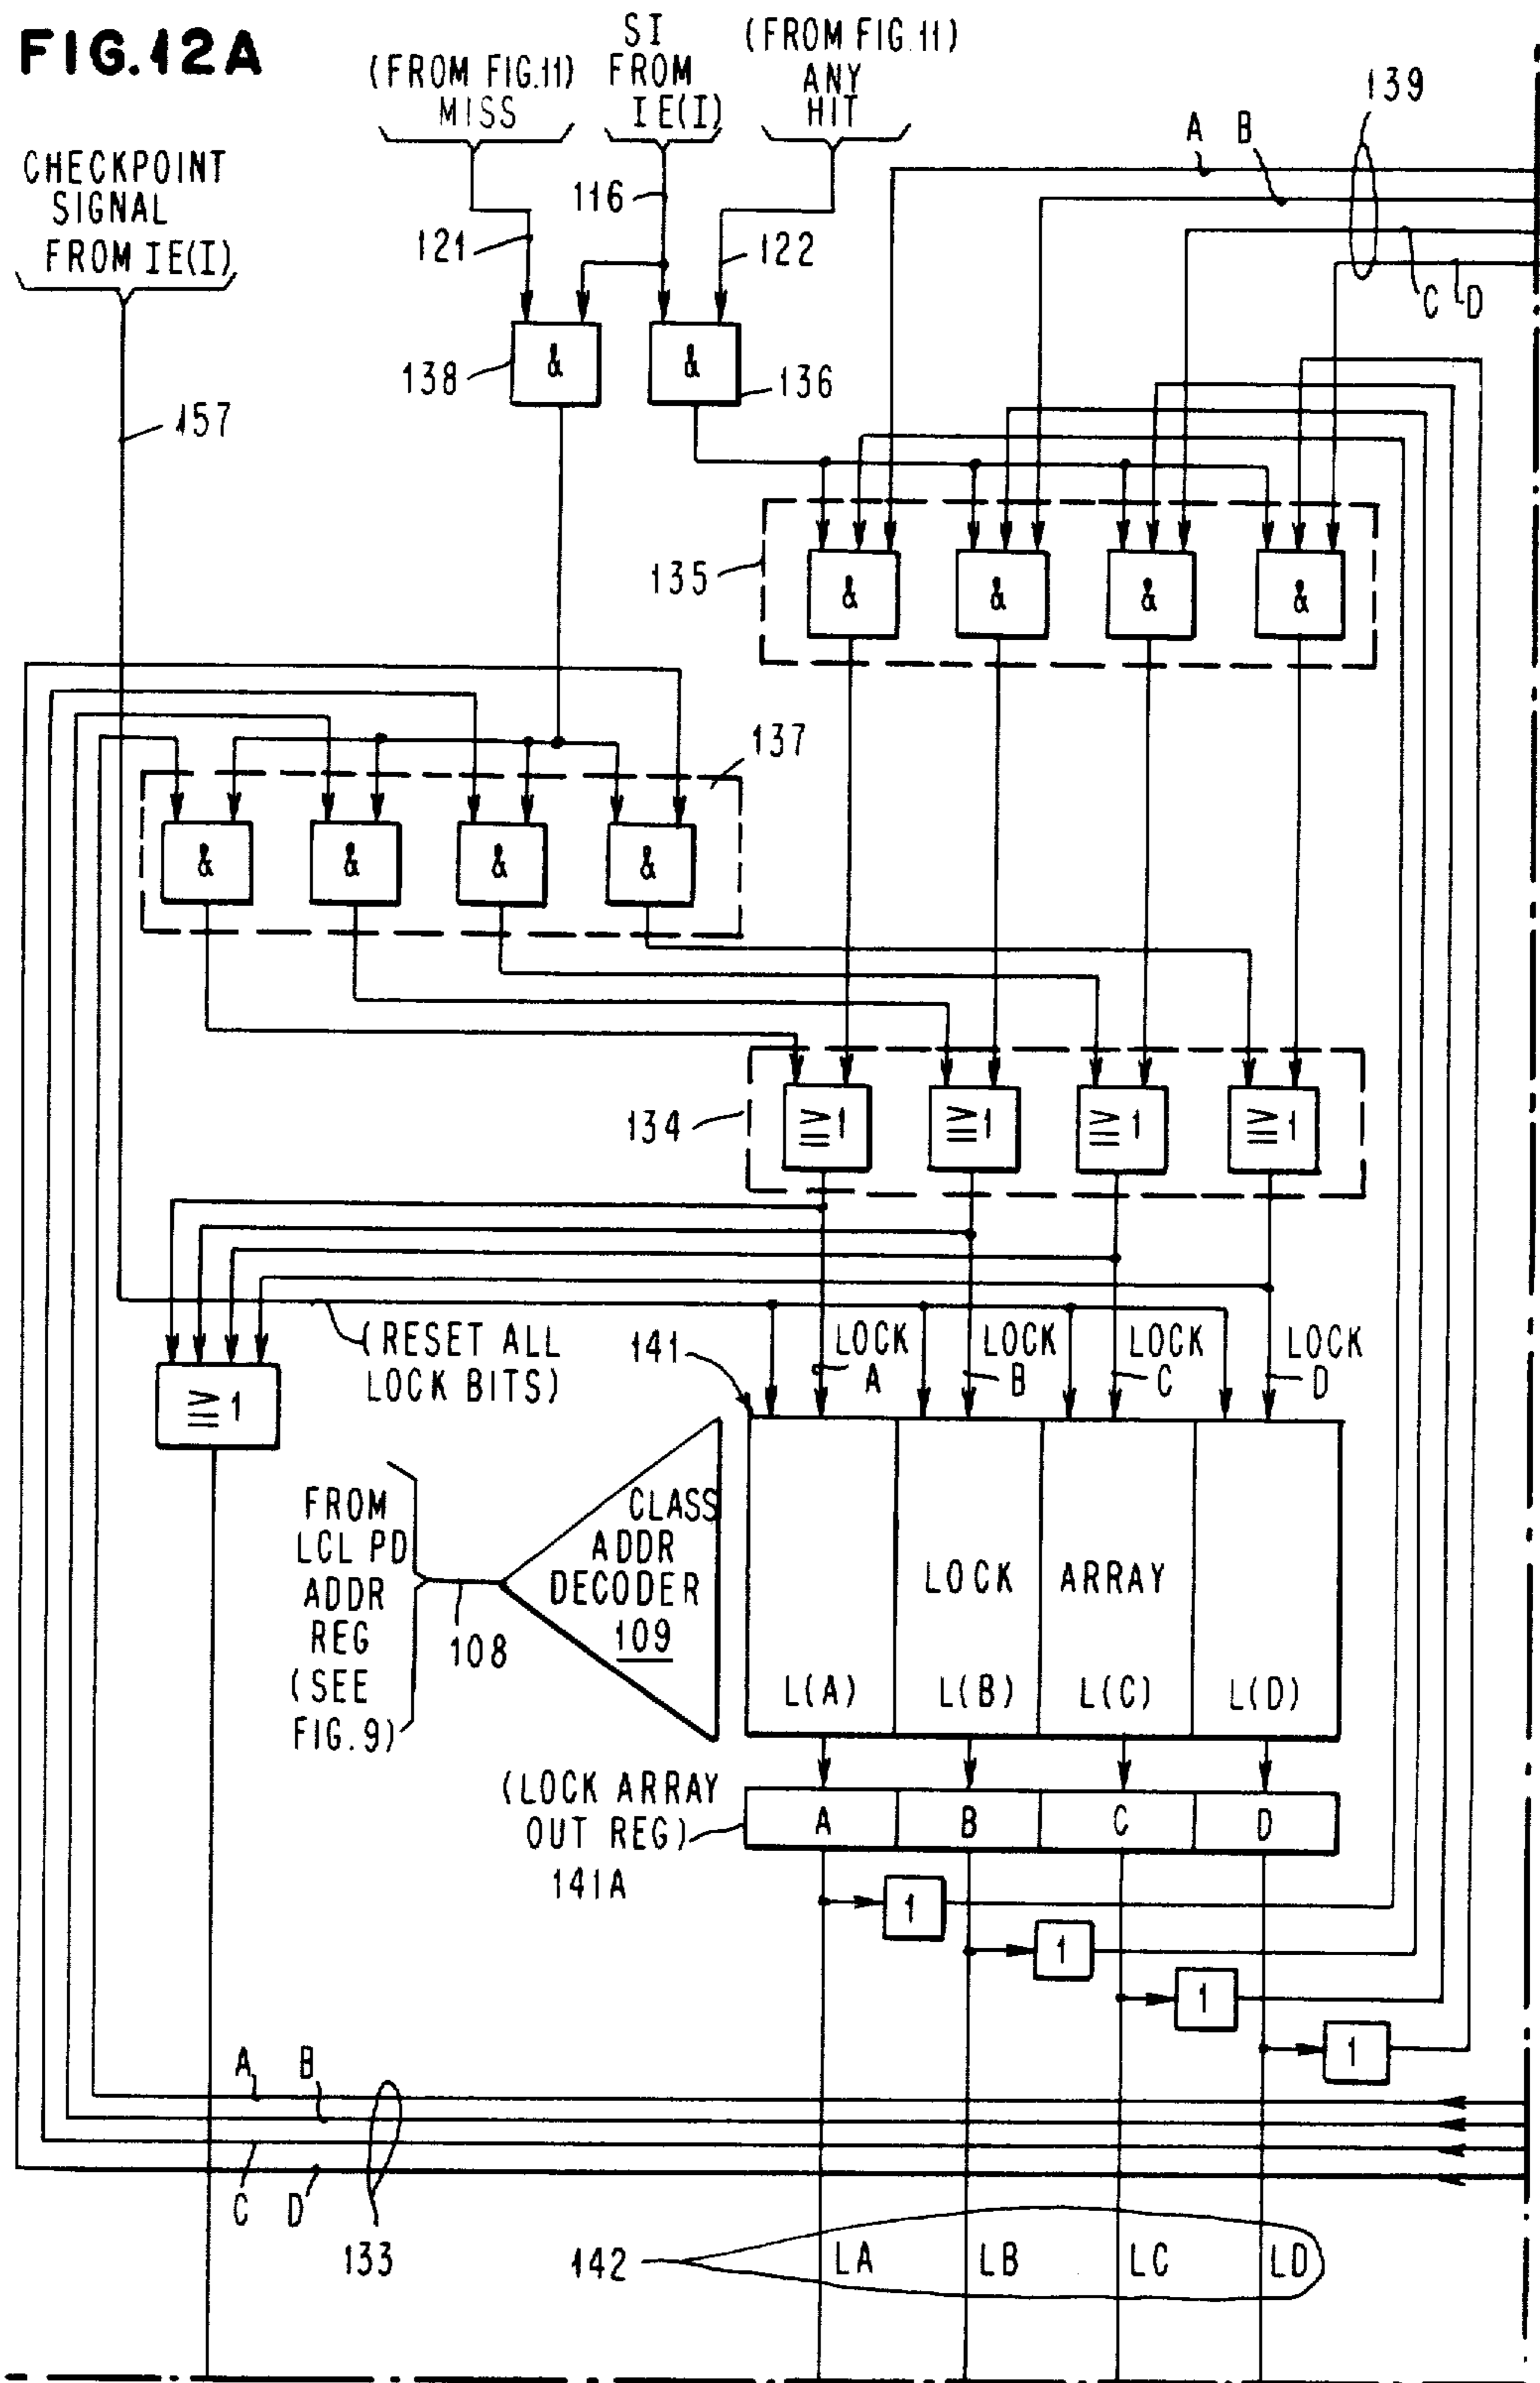 FIG.12A
(FROM FIG.11)
MISS
SI
FROM
IE(I)
(FROM FIG.11)
ANY
HIT
139
A B
C D
CHECKPOINT
SIGNAL
FROM IE(I)
116
121
122
138
&
&
136
157
135
&
&
&
&
137
&
&
&
&
134
≧1
≧1
≧1
≧1
(RESET ALL
LOCK BITS)
141
LOCK
A
LOCK
B
LOCK
C
LOCK
D
≧1
FROM
LCL PD
ADDR
REG
(SEE
FIG.9)
108
CLASS
ADDR
DECODER
109
LOCK ARRAY
L(A)
L(B)
L(C)
L(D)
(LOCK ARRAY
OUT REG)
141A
A
B
C
D
1
1
1
1
A B
C D
133
142
LA
LB
LC
LD